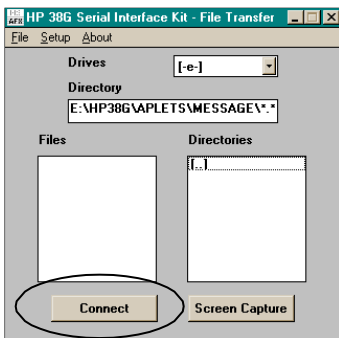 HP 38G Serial Interface Kit - File Transfer
File Setup About
Drives
[-e-]
Directory
E:\HP38G\APLETS\MESSAGE\*.*
Files Directories
[..]
Connect Screen Capture